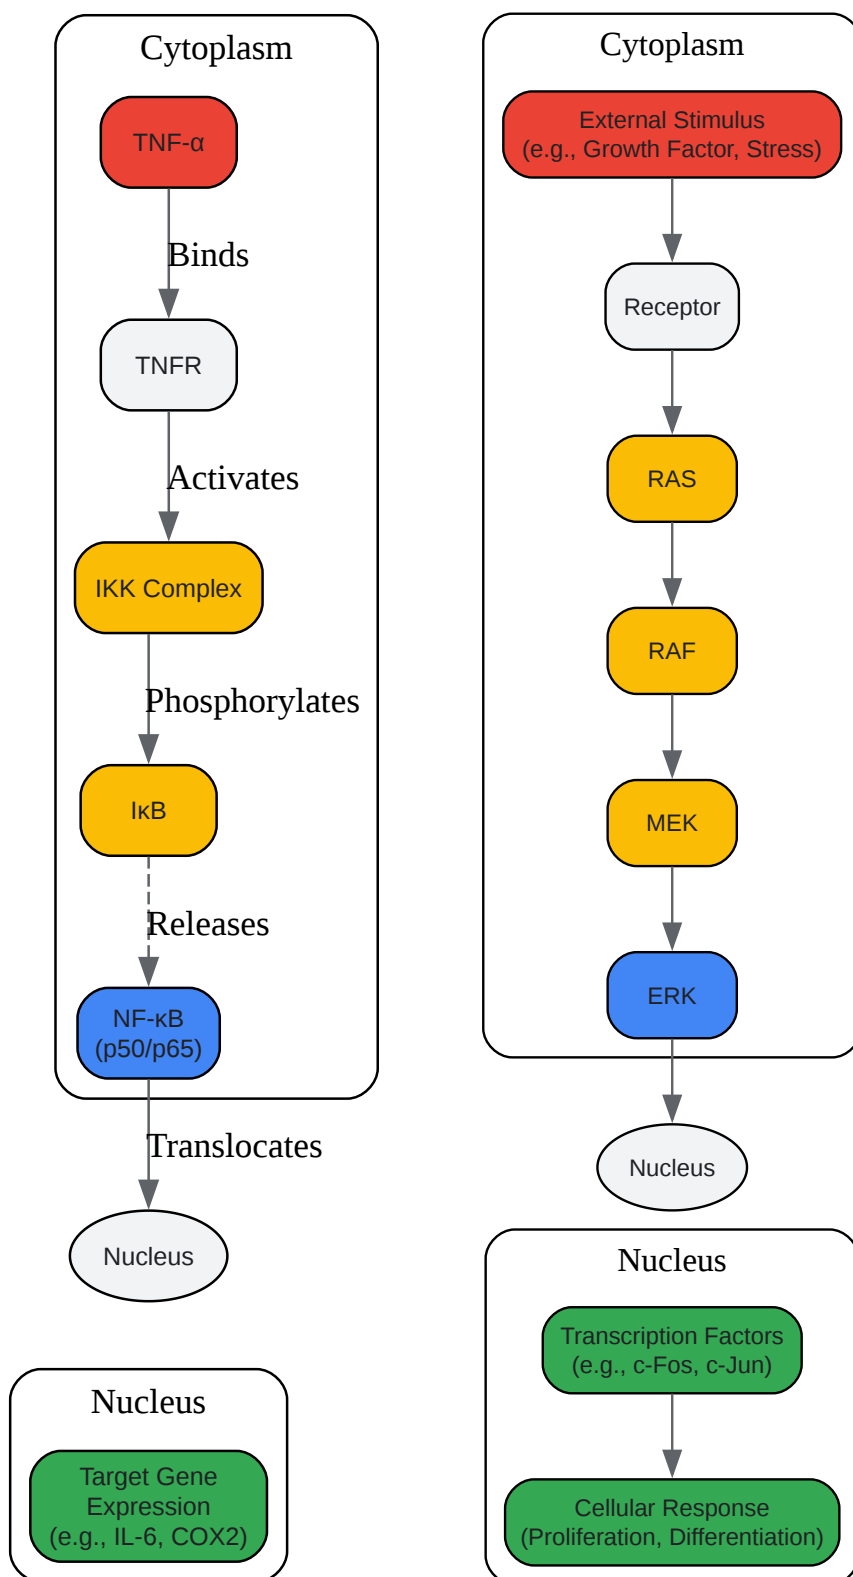 Cytoplasm
TNF-α
Binds
TNFR
Activates
IKK Complex
Phosphorylates
IκB
Releases
NF-κB
(p50/p65)
Translocates
Nucleus
Nucleus
Target Gene
Expression
(e.g., IL-6, COX2)
Cytoplasm
External Stimulus
(e.g., Growth Factor, Stress)
Receptor
RAS
RAF
MEK
ERK
Nucleus
Nucleus
Transcription Factors
(e.g., c-Fos, c-Jun)
Cellular Response
(Proliferation, Differentiation)